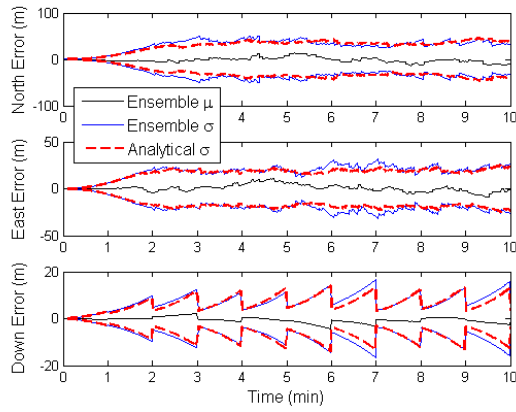 North Error (m)
100
0
-100
0 1 2 3 4 5 6 7 8 9 10
Ensemble μ
Ensemble σ
Analytical σ
East Error (m)
50
0
-50
0 1 2 3 4 5 6 7 8 9 10
Down Error (m)
20
0
-20
0 1 2 3 4 5 6 7 8 9 10
Time (min)